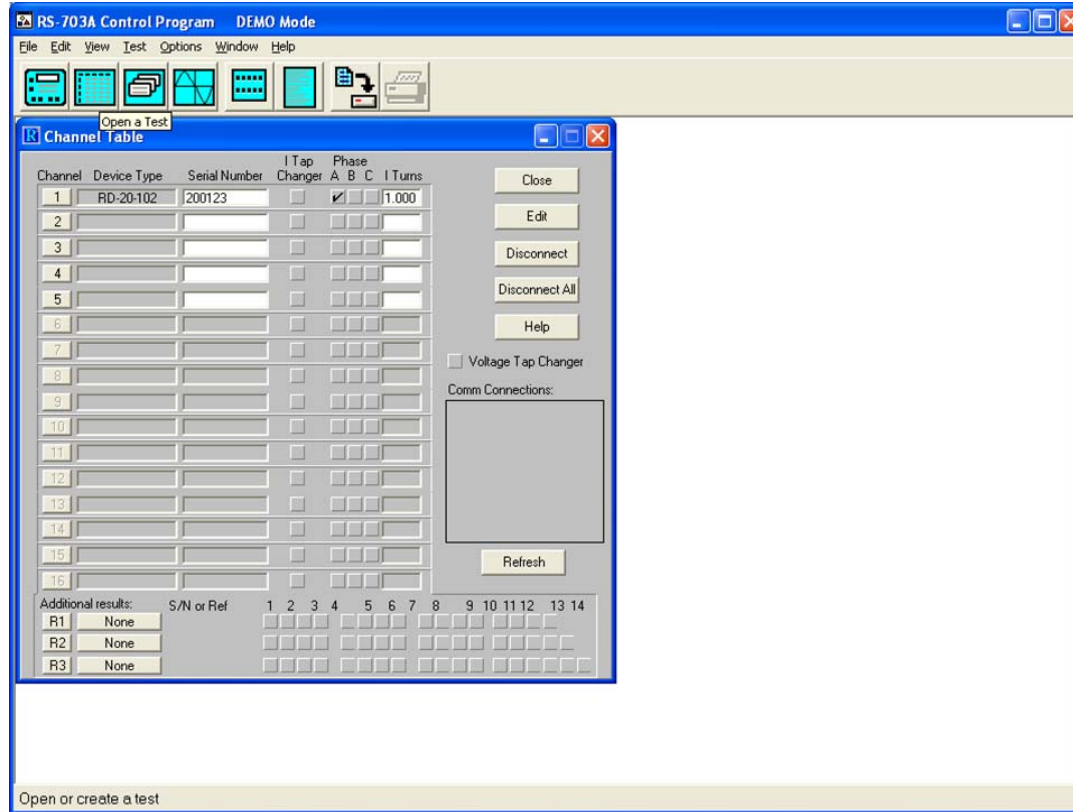 RS-703A Control Program DEMO Mode
File Edit View Test Options Window Help
Open a Test
Channel Table
I Tap Phase
Channel Device Type Serial Number Changer A B C I Turns
1 RD-20-102 200123 1.000
2
3
4
5
6
7
8
9
10
11
12
13
14
15
16
Close
Edit
Disconnect
Disconnect All
Help
Voltage Tap Changer
Comm Connections:
Refresh
Additional results: S/N or Ref 1 2 3 4 5 6 7 8 9 10 11 12 13 14
R1 None
R2 None
R3 None
Open or create a test